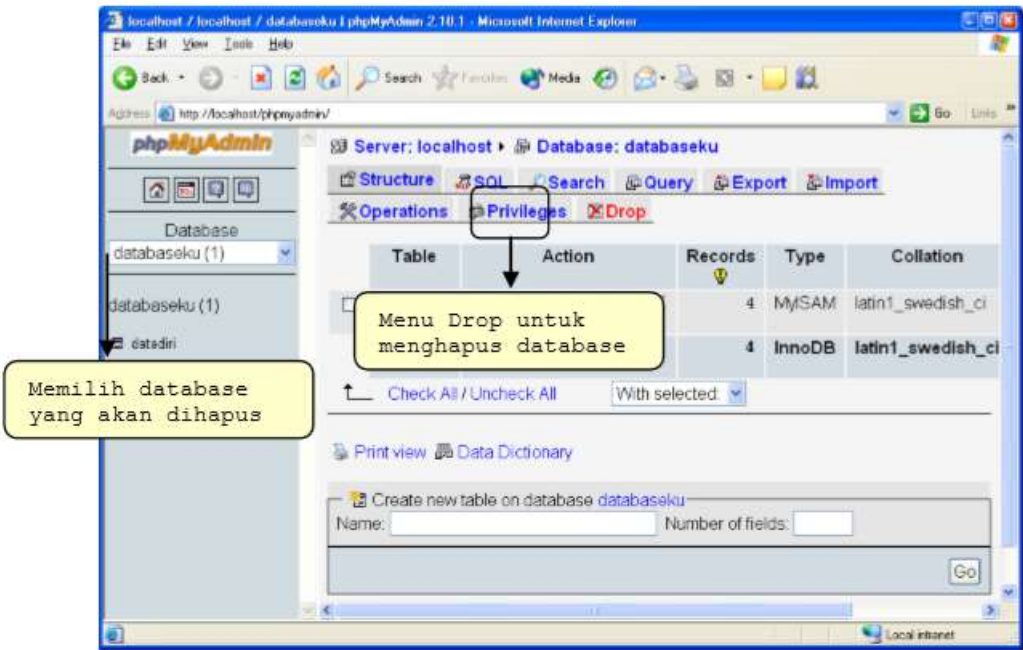 localhost / localhost / databaseku | phpMyAdmin 2.10.1 - Microsoft Internet Explorer
File Edit View Tools Help
Back Search Favorites Media
Address http://localhost/phpmyadmin/ Go Links
phpMyAdmin
Database
databaseku (1)
databaseku (1)
datadiri
Server: localhost Database: databaseku
Structure SQL Search Query Export Import
Operations Privileges Drop
Table Action Records Type Collation
4 MyISAM latin1_swedish_ci
4 InnoDB latin1_swedish_ci
Menu Drop untuk
menghapus database
Memilih database
yang akan dihapus
Check All / Uncheck All With selected:
Print view Data Dictionary
Create new table on database databaseku
Name: Number of fields:
Go
Local intranet